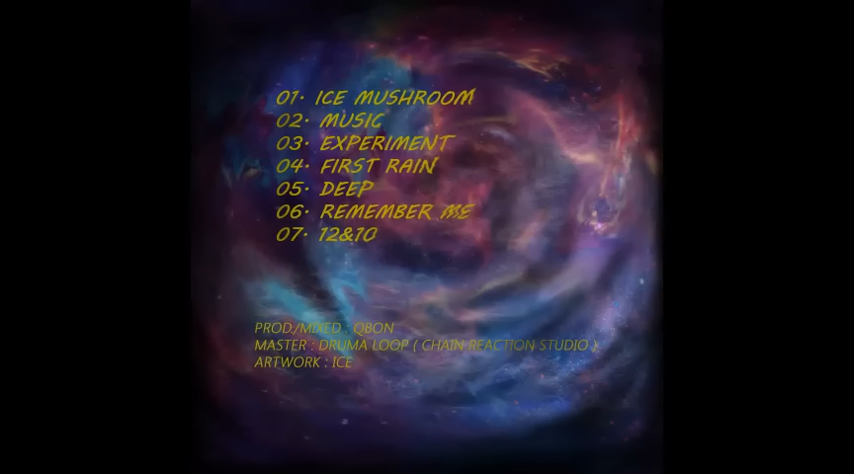 01· ICE MUSHROOM
02· MUSIC
03· EXPERIMENT
04· FIRST RAIN
05· DEEP
06· REMEMBER ME
07· 12&10
PROD./MIXED : QBON
MASTER : DRUMA LOOP ( CHAIN REACTION STUDIO )
ARTWORK : ICE